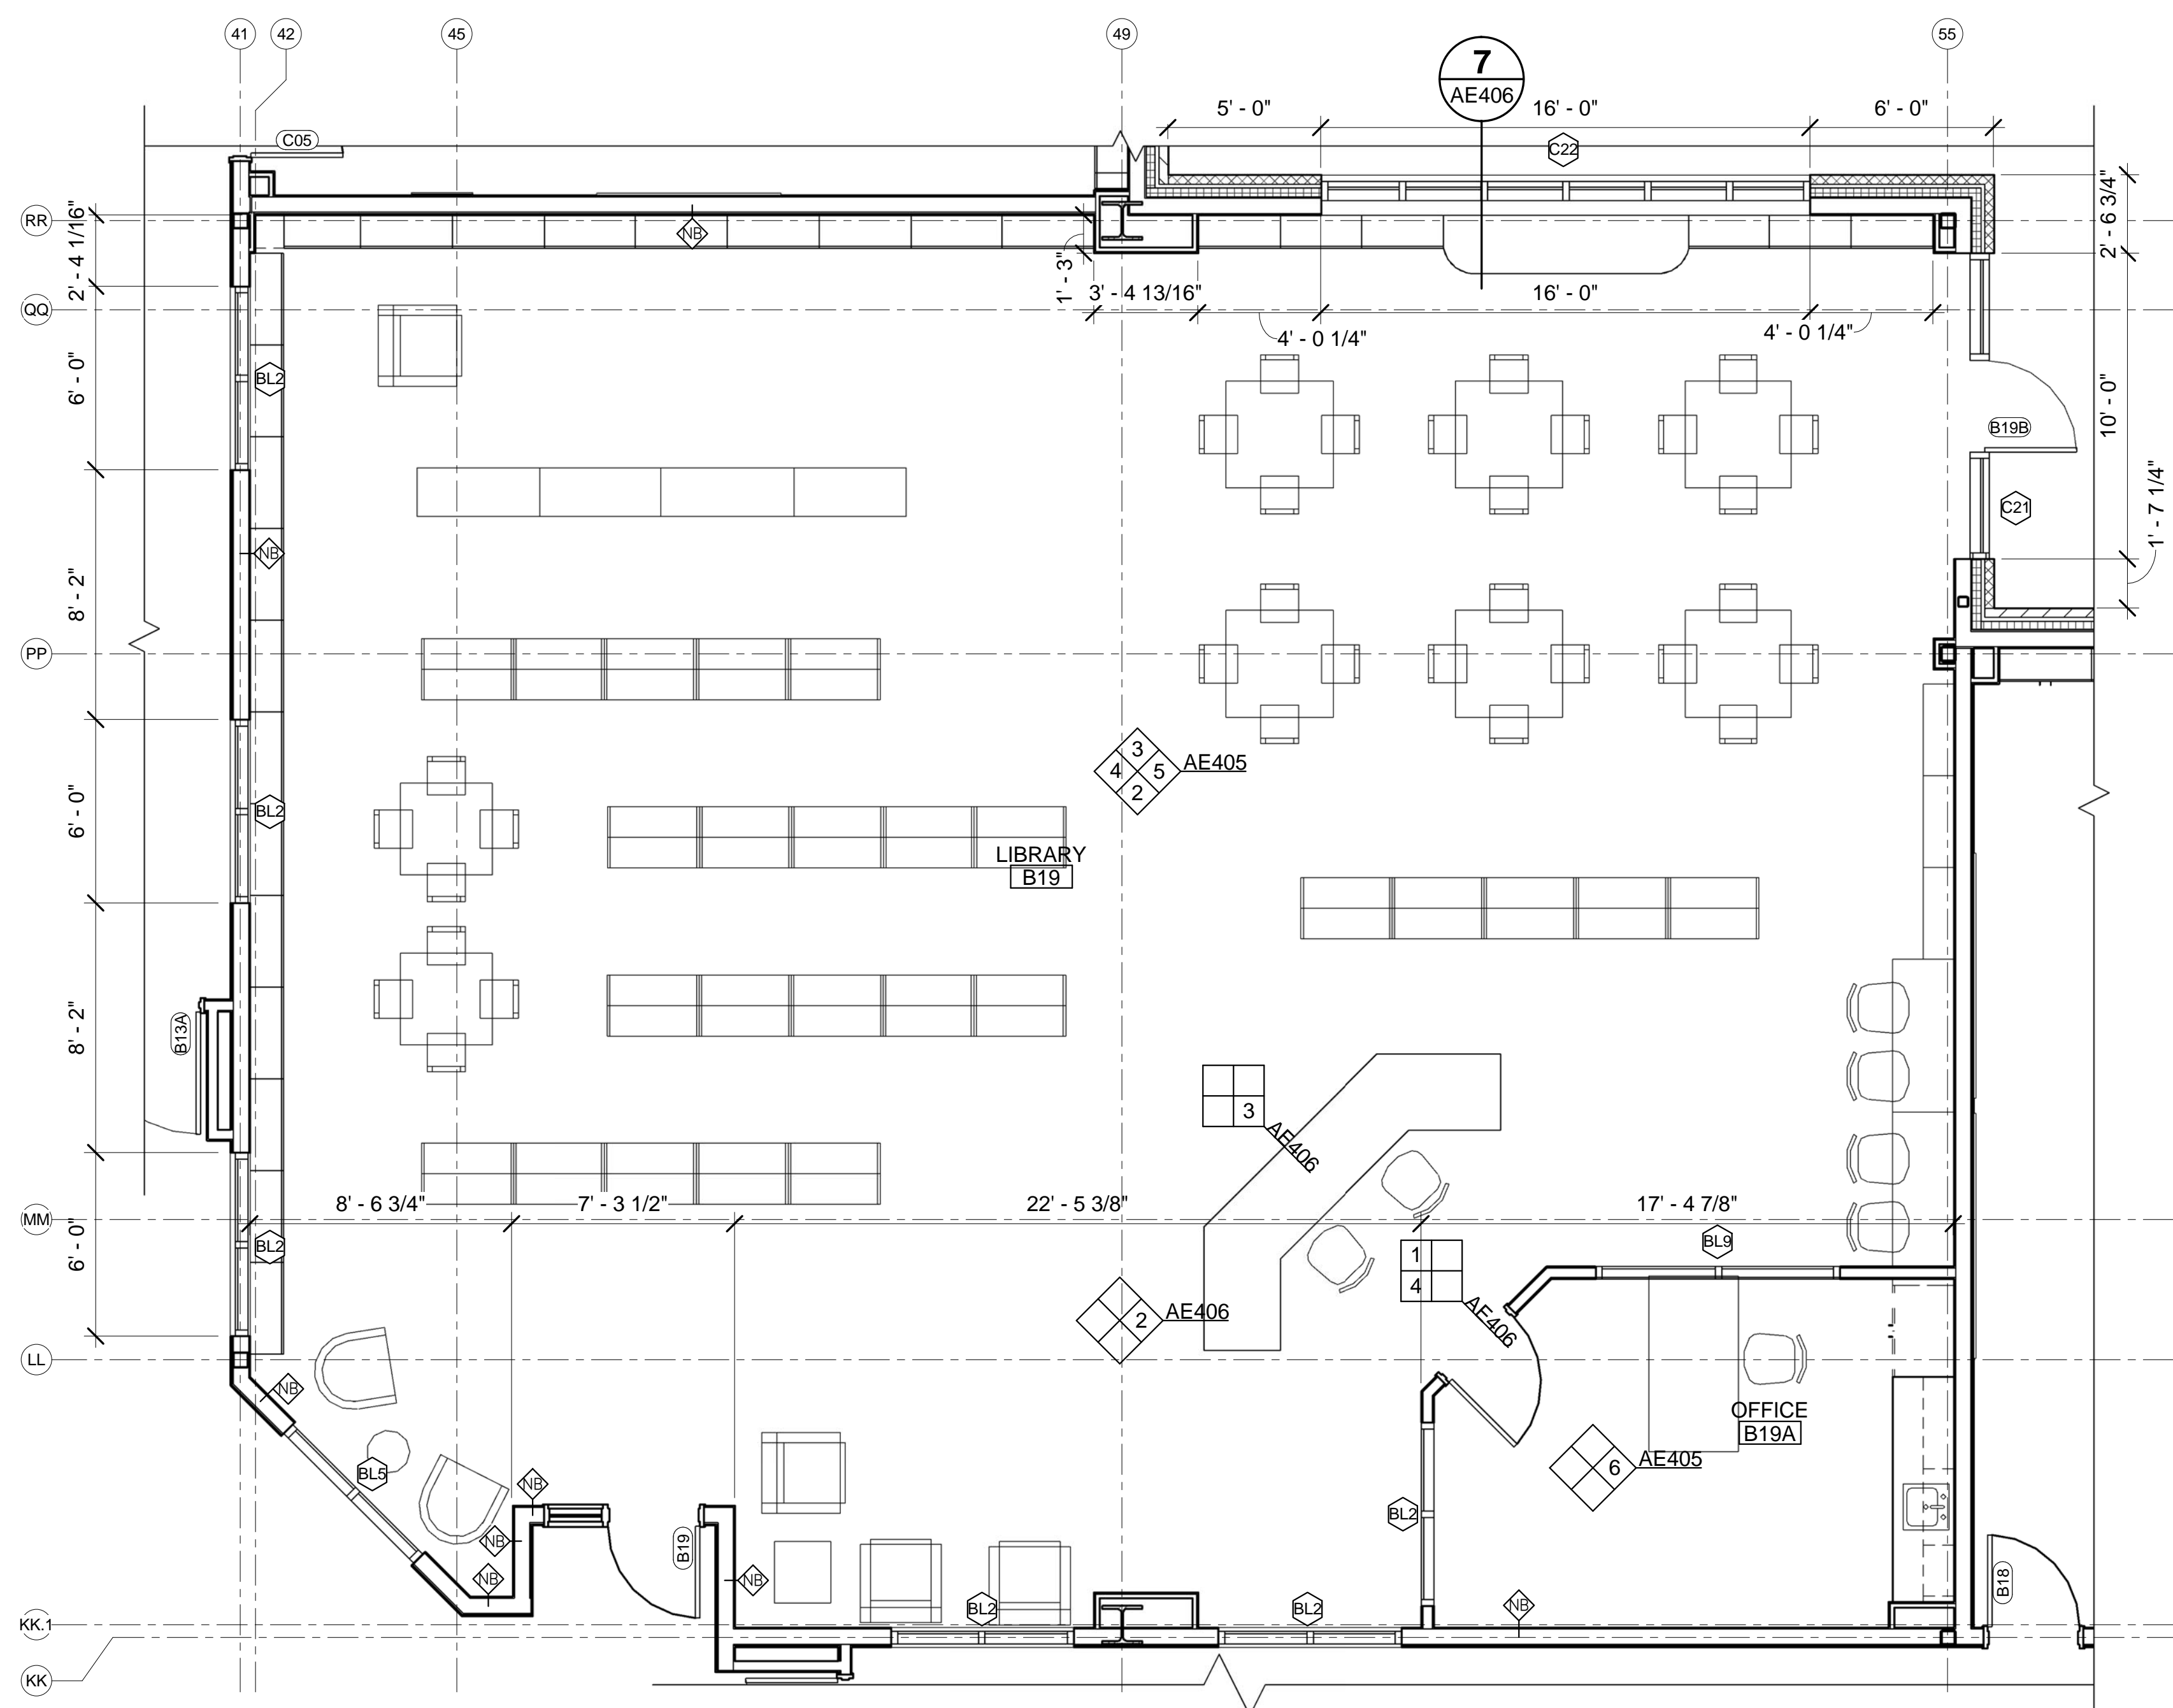 41
42
45
49
55
7
AE406
5' - 0"
16' - 0"
6' - 0"
C05
C22
RR
2' - 4 1/16"
NB
1' - 3"
2' - 6 3/4"
QQ
3' - 4 13/16"
16' - 0"
4' - 0 1/4"
4' - 0 1/4"
6' - 0"
BL2
10' - 0"
B19B
C21
1' - 7 1/4"
NB
8' - 2"
PP
3
4
5
2
AE405
6' - 0"
BL2
LIBRARY
B19
8' - 2"
B13A
3
AE406
MM
8' - 6 3/4"
7' - 3 1/2"
22' - 5 3/8"
17' - 4 7/8"
6' - 0"
BL2
BL9
1
4
AE406
2
AE406
LL
NB
OFFICE
B19A
BL5
6
AE405
NB
BL2
NB
B19
NB
NB
B18
BL2
BL2
NB
KK.1
KK